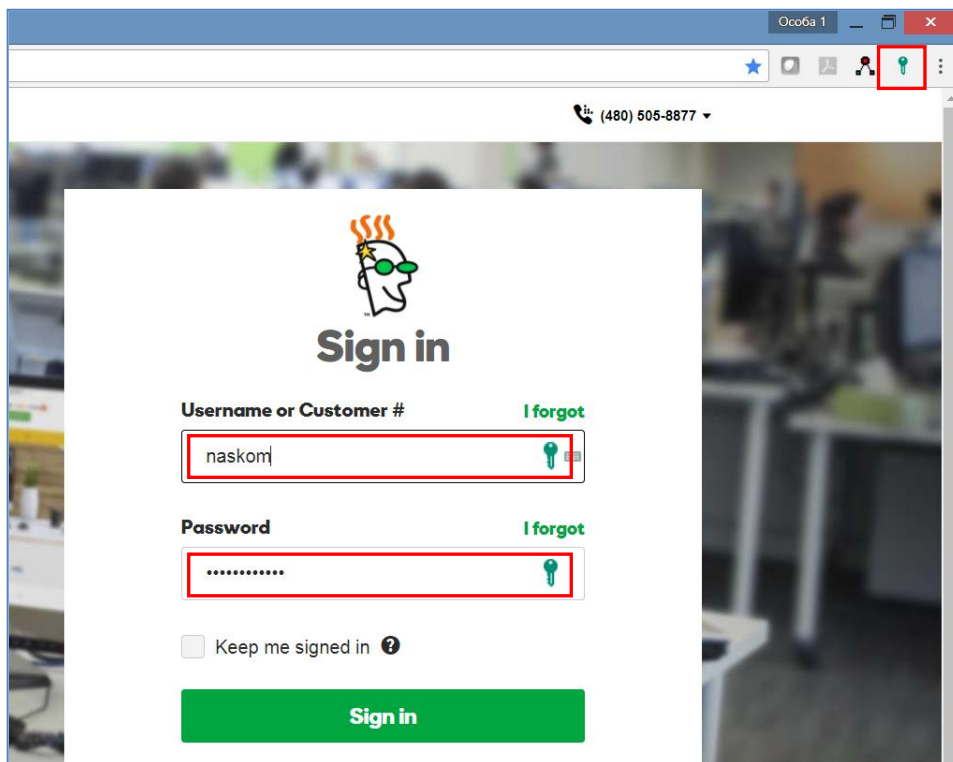 Особа 1
(480) 505-8877
Sign in
Username or Customer # I forgot
naskom
Password I forgot
••••••••••••
Keep me signed in ?
Sign in